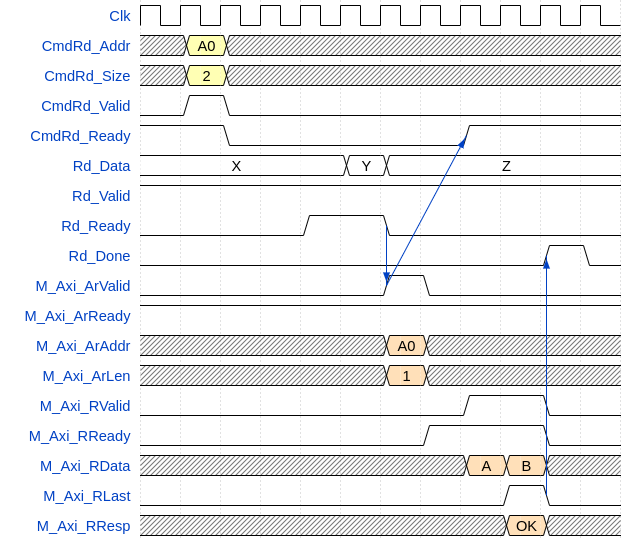 Clk
CmdRd_Addr A0
CmdRd_Size 2
CmdRd_Valid
CmdRd_Ready
Rd_Data X Y Z
Rd_Valid
Rd_Ready
Rd_Done
M_Axi_ArValid
M_Axi_ArReady
M_Axi_ArAddr A0
M_Axi_ArLen 1
M_Axi_RValid
M_Axi_RReady
M_Axi_RData A B
M_Axi_RLast
M_Axi_RResp OK